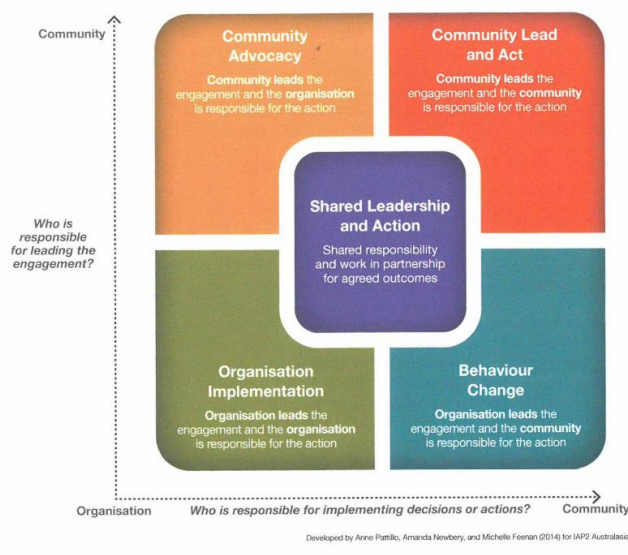 Community
Community
Advocacy
Community leads the
engagement and the organisation
is responsible for the action
Community Lead
and Act
Community leads the
engagement and the community
is responsible for the action
Who is
responsible
for leading the
engagement?
Shared Leadership
and Action
Shared responsibility
and work in partnership
for agreed outcomes
Organisation
Implementation
Organisation leads the
engagement and the organisation
is responsible for the action
Behaviour
Change
Organisation leads the
engagement and the community
is responsible for the action
Organisation
Who is responsible for implementing decisions or actions?
Community
Developed by Anne Pattillo, Amanda Newbery, and Michelle Feenan (2014) for IAP2 Australasia